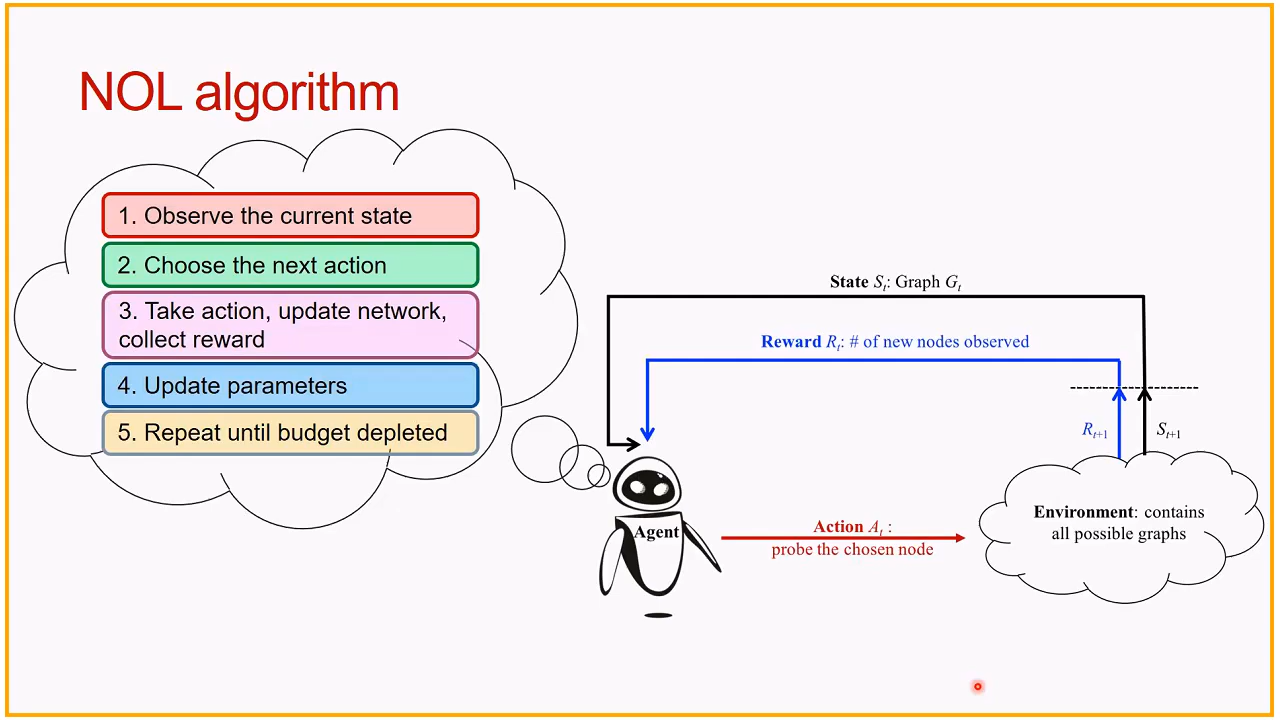 NOL algorithm
1. Observe the current state
2. Choose the next action
3. Take action, update network,
collect reward
4. Update parameters
5. Repeat until budget depleted
State Sₜ: Graph Gₜ
Reward Rₜ: # of new nodes observed
Rₜ₊₁
Sₜ₊₁
Agent
Action Aₜ :
probe the chosen node
Environment: contains
all possible graphs